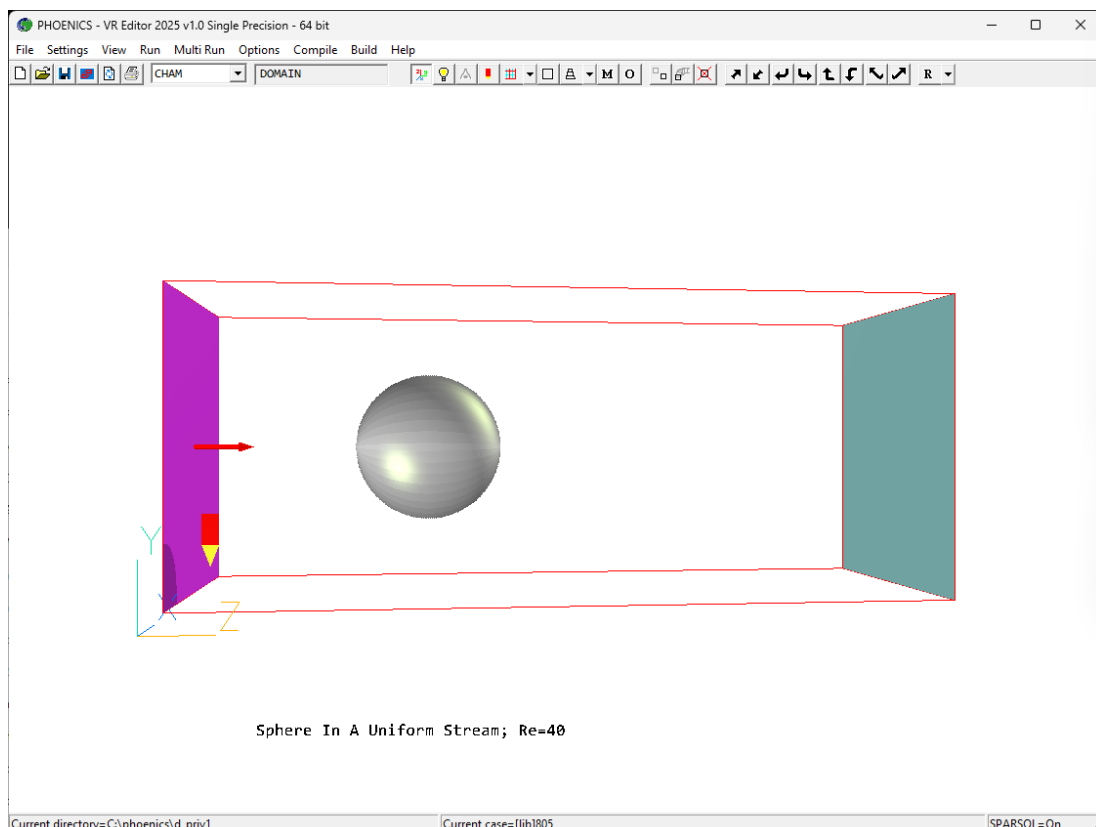 PHOENICS - VR Editor 2025 v1.0 Single Precision - 64 bit
File Settings View Run Multi Run Options Compile Build Help
CHAM DOMAIN M O R
Y
X
Z
Sphere In A Uniform Stream; Re=40
Current directory=C:\phoenics\d_priv1 Current case=[lib]805 SPARSOL=On